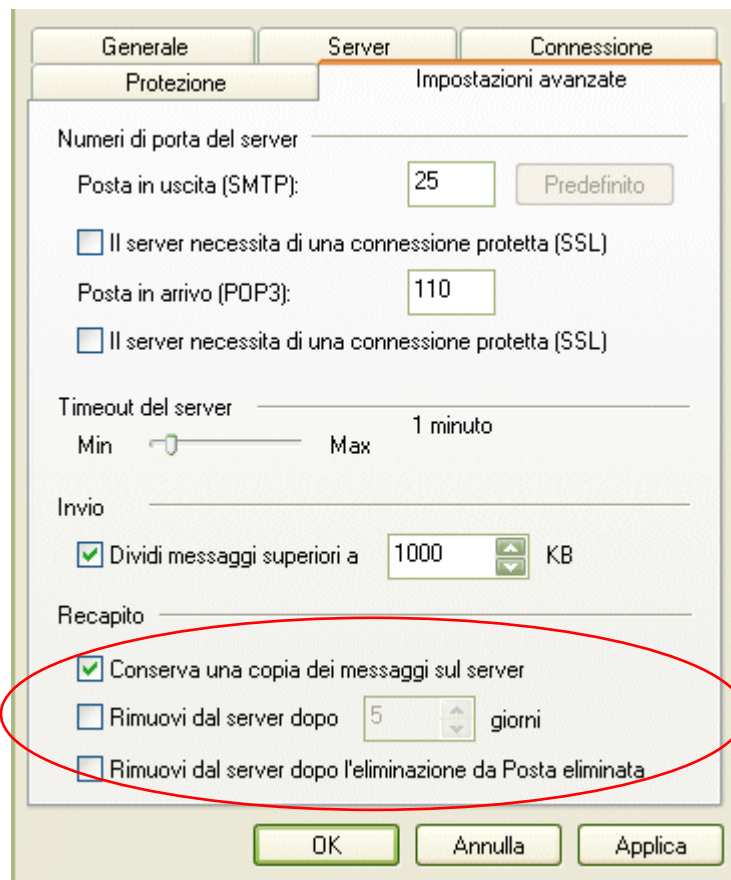 Generale Server Connessione
Protezione Impostazioni avanzate
Numeri di porta del server
Posta in uscita (SMTP): 25 Predefinito
Il server necessita di una connessione protetta (SSL)
Posta in arrivo (POP3): 110
Il server necessita di una connessione protetta (SSL)
Timeout del server
Min Max 1 minuto
Invio
Dividi messaggi superiori a 1000 KB
Recapito
Conserva una copia dei messaggi sul server
Rimuovi dal server dopo 5 giorni
Rimuovi dal server dopo l'eliminazione da Posta eliminata
OK Annulla Applica